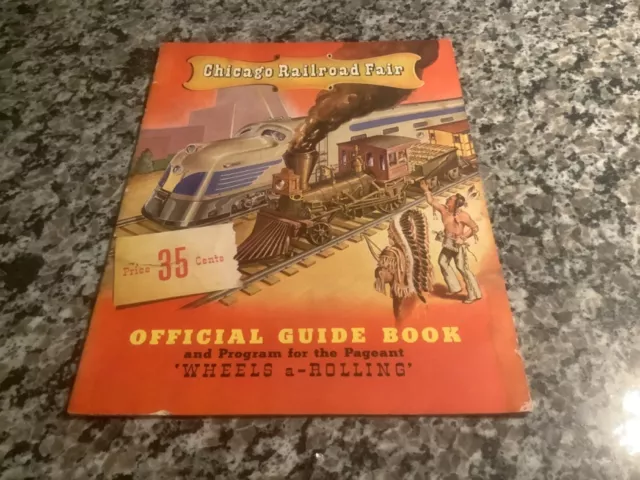 Chicago Railroad Fair
Price 35 Cents
OFFICIAL GUIDE BOOK
and Program for the Pageant
"WHEELS a-ROLLING"